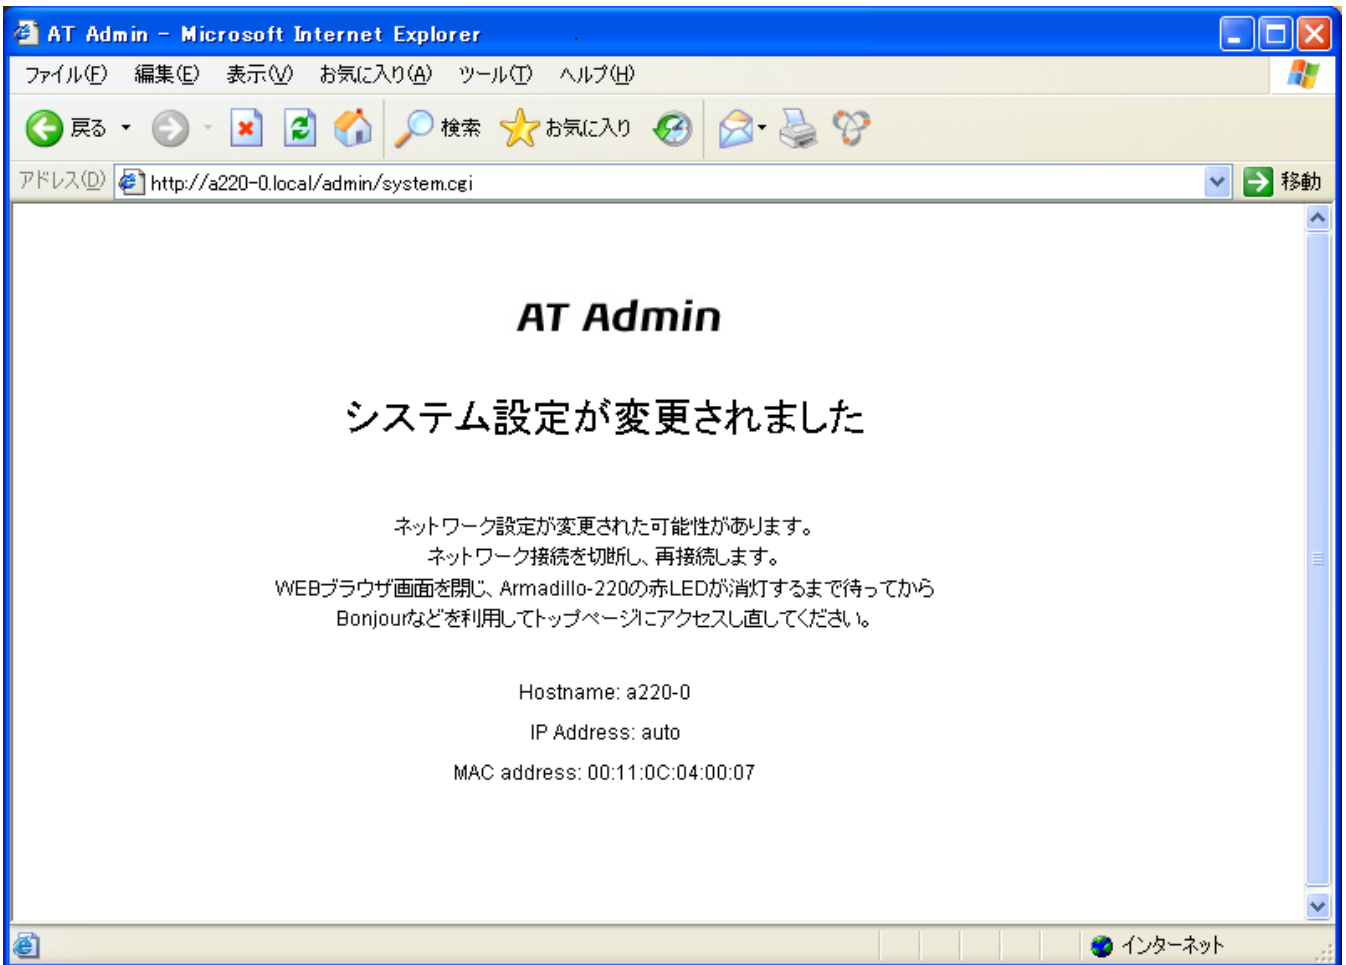 AT Admin - Microsoft Internet Explorer
ファイル(F) 編集(E) 表示(V) お気に入り(A) ツール(T) ヘルプ(H)
戻る 検索 お気に入り
アドレス(D) http://a220-0.local/admin/system.cgi 移動
AT Admin
システム設定が変更されました
ネットワーク設定が変更された可能性があります。
ネットワーク接続を切断し、再接続します。
WEBブラウザ画面を閉じ、Armadillo-220の赤LEDが消灯するまで待ってから
Bonjourなどを利用してトップページにアクセスし直してください。
Hostname: a220-0
IP Address: auto
MAC address: 00:11:0C:04:00:07
インターネット